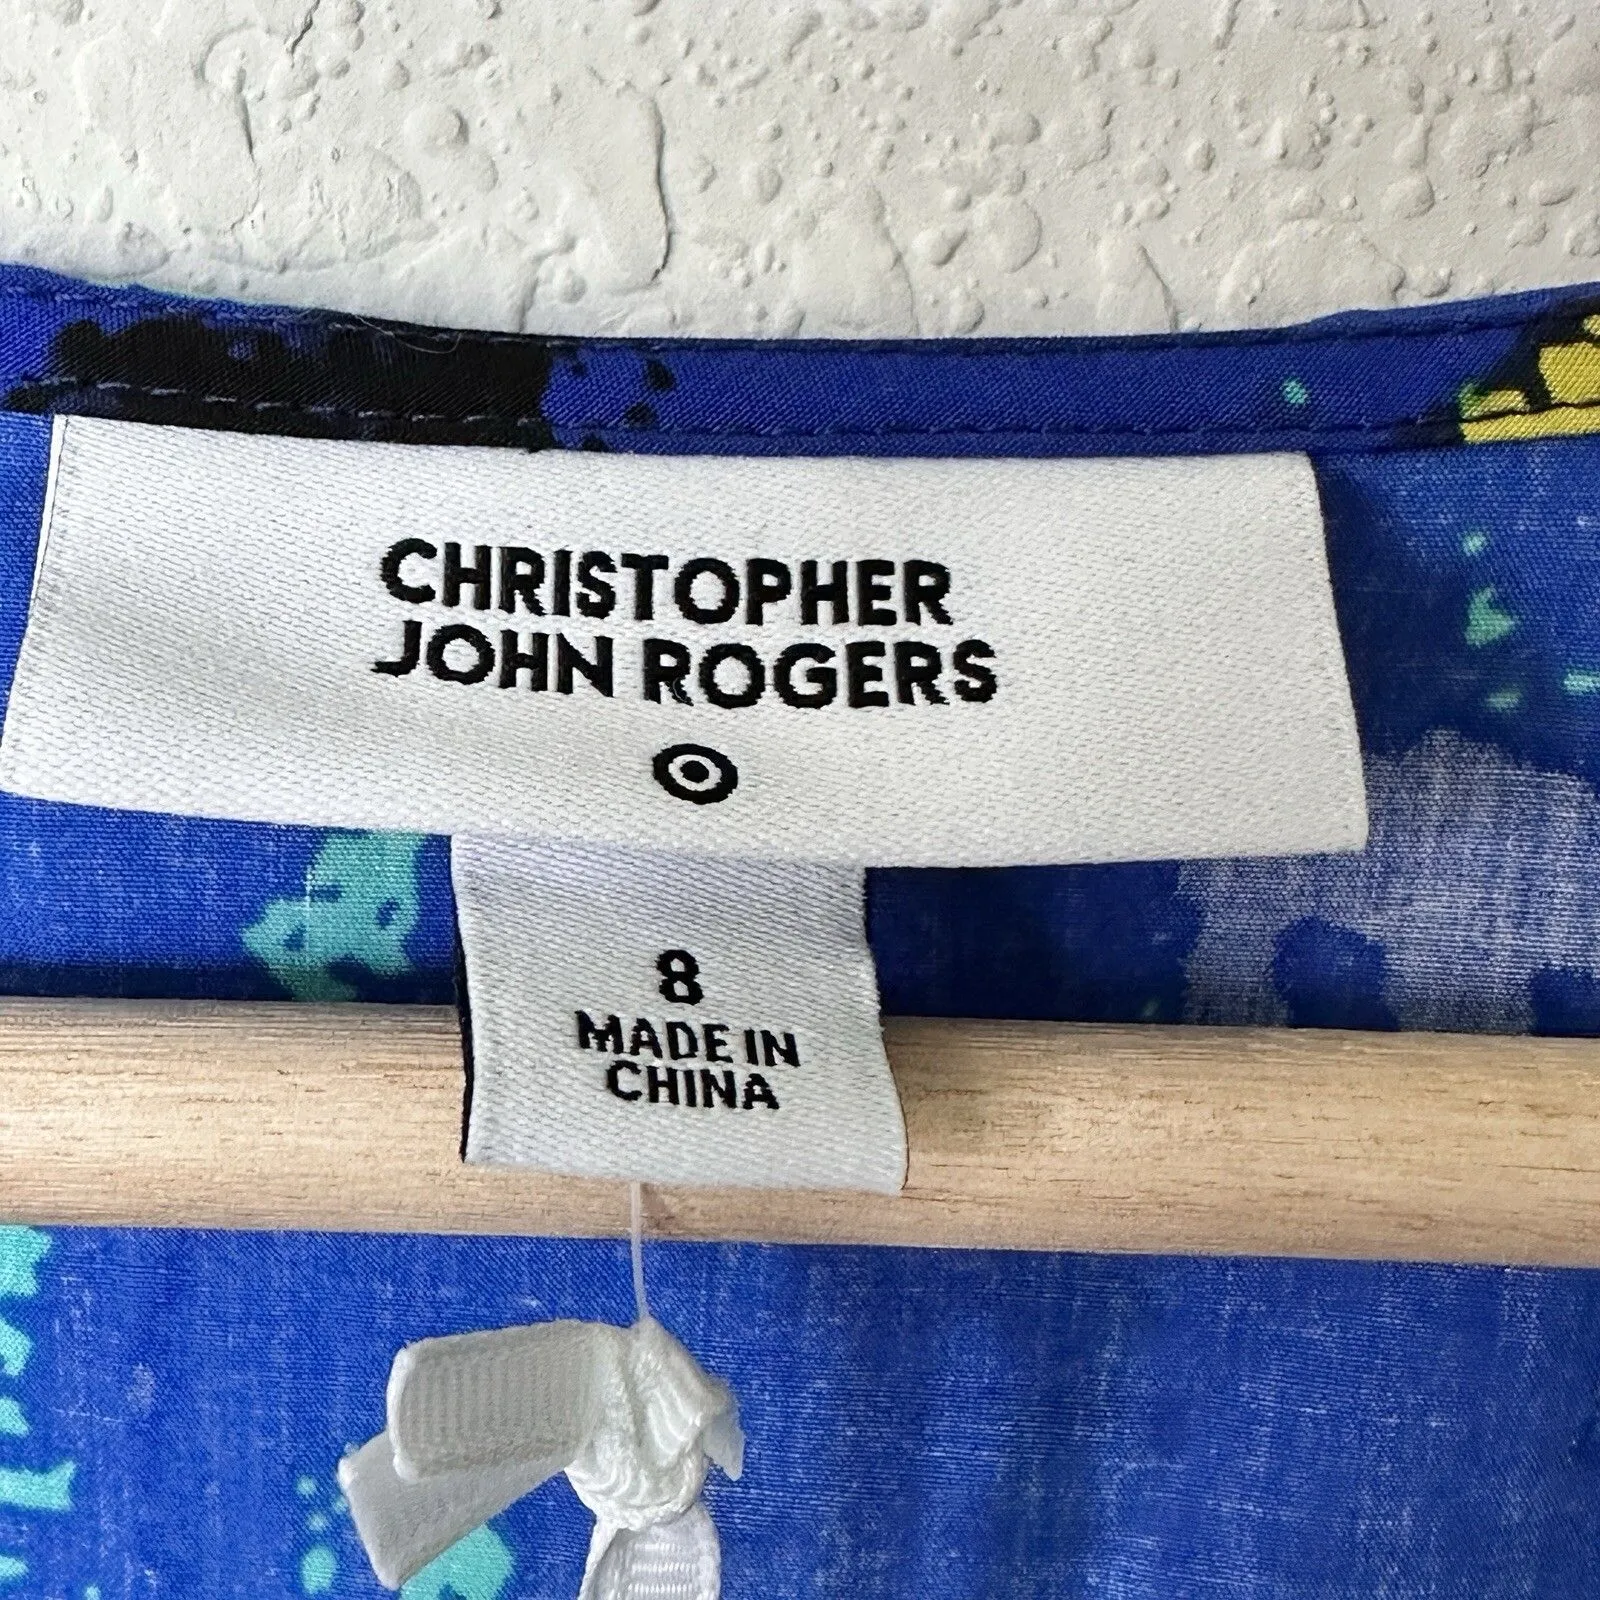 CHRISTOPHER
JOHN ROGERS
8
MADE IN
CHINA